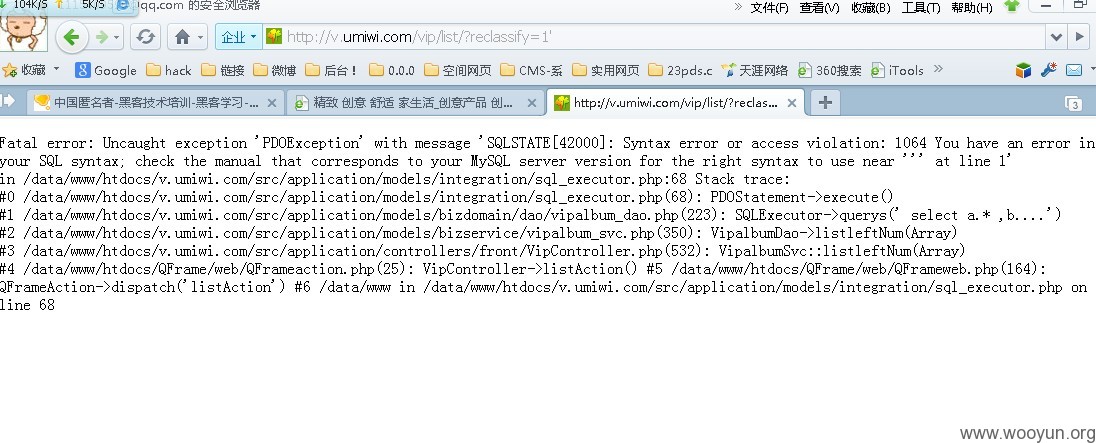 104K/S 5K/S qq.com 的安全浏览器
» 文件(F) 查看(V) 收藏(B) 工具(T) 帮助(H)
企业 http://v.umiwi.com/vip/list/?reclassify=1'
收藏 Google hack 链接 微博 后台! 0.0.0 空间网页 CMS-系 实用网页 23pds.c 天涯网络 360搜索 iTools »
中国匿名者-黑客技术培训-黑客学习 - × 精致 创意 舒适 家生活_创意产品 创... × http://v.umiwi.com/vip/list/?reclas... × + 3
Fatal error: Uncaught exception 'PDOException' with message 'SQLSTATE[42000]: Syntax error or access violation: 1064 You have an error in
your SQL syntax; check the manual that corresponds to your MySQL server version for the right syntax to use near ''' at line 1'
in /data/www/htdocs/v.umiwi.com/src/application/models/integration/sql_executor.php:68 Stack trace:
#0 /data/www/htdocs/v.umiwi.com/src/application/models/integration/sql_executor.php(68): PDOStatement->execute()
#1 /data/www/htdocs/v.umiwi.com/src/application/models/bizdomain/dao/vipalbum_dao.php(223): SQLExecutor->querys(' select a.* ,b....')
#2 /data/www/htdocs/v.umiwi.com/src/application/models/bizservice/vipalbum_svc.php(350): VipalbumDao->listleftNum(Array)
#3 /data/www/htdocs/v.umiwi.com/src/application/controllers/front/VipController.php(532): VipalbumSvc::listleftNum(Array)
#4 /data/www/htdocs/QFrame/web/QFrameaction.php(25): VipController->listAction() #5 /data/www/htdocs/QFrame/web/QFrameweb.php(164):
QFrameAction->dispatch('listAction') #6 /data/www in /data/www/htdocs/v.umiwi.com/src/application/models/integration/sql_executor.php on
line 68
www.wooyun.org